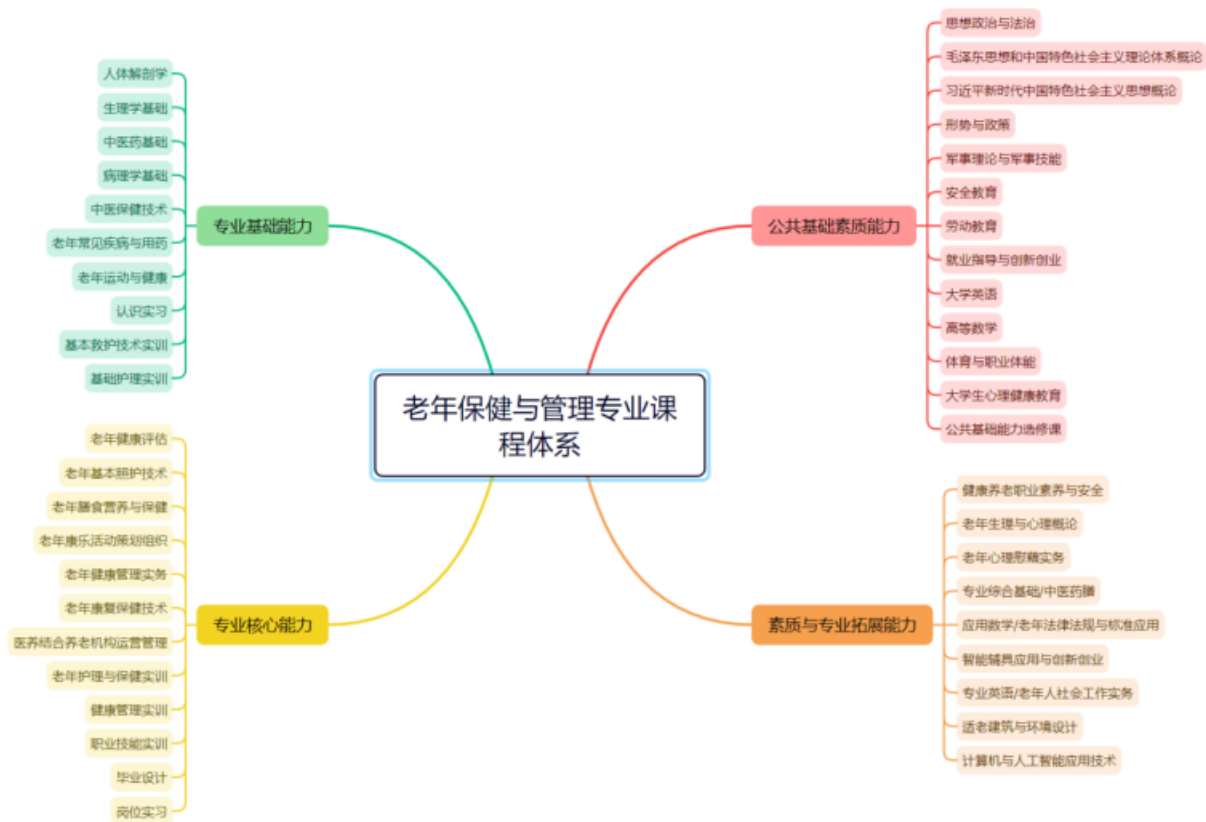 老年保健与管理专业课
程体系
专业基础能力
人体解剖学
生理学基础
中医药基础
病理学基础
中医保健技术
老年常见疾病与用药
老年运动与健康
认识实习
基本救护技术实训
基础护理实训
专业核心能力
老年健康评估
老年基本照护技术
老年膳食营养与保健
老年康乐活动策划组织
老年健康管理实务
老年康复保健技术
医养结合养老机构运营管理
老年护理与保健实训
健康管理实训
职业技能实训
毕业设计
岗位实习
公共基础素质能力
思想政治与法治
毛泽东思想和中国特色社会主义理论体系概论
习近平新时代中国特色社会主义思想概论
形势与政策
军事理论与军事技能
安全教育
劳动教育
就业指导与创新创业
大学英语
高等数学
体育与职业体能
大学生心理健康教育
公共基础能力选修课
素质与专业拓展能力
健康养老职业素养与安全
老年生理与心理概论
老年心理慰藉实务
专业综合基础/中医药膳
应用数学/老年法律法规与标准应用
智能辅具应用与创新创业
专业英语/老年人社会工作实务
适老建筑与环境设计
计算机与人工智能应用技术